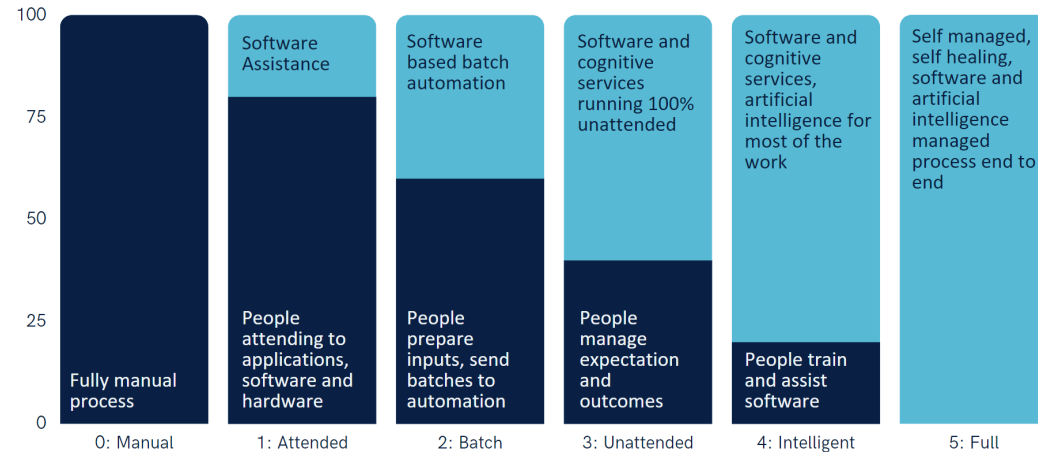 100
75
50
25
0
Fully manual
process
Software
Assistance
People
attending to
applications,
software and
hardware
Software
based batch
automation
People
prepare
inputs, send
batches to
automation
Software and
cognitive
services
running 100%
unattended
People
manage
expectation
and
outcomes
Software and
cognitive
services,
artificial
intelligence for
most of the
work
People train
and assist
software
Self managed,
self healing,
software and
artificial
intelligence
managed
process end to
end
0: Manual
1: Attended
2: Batch
3: Unattended
4: Intelligent
5: Full